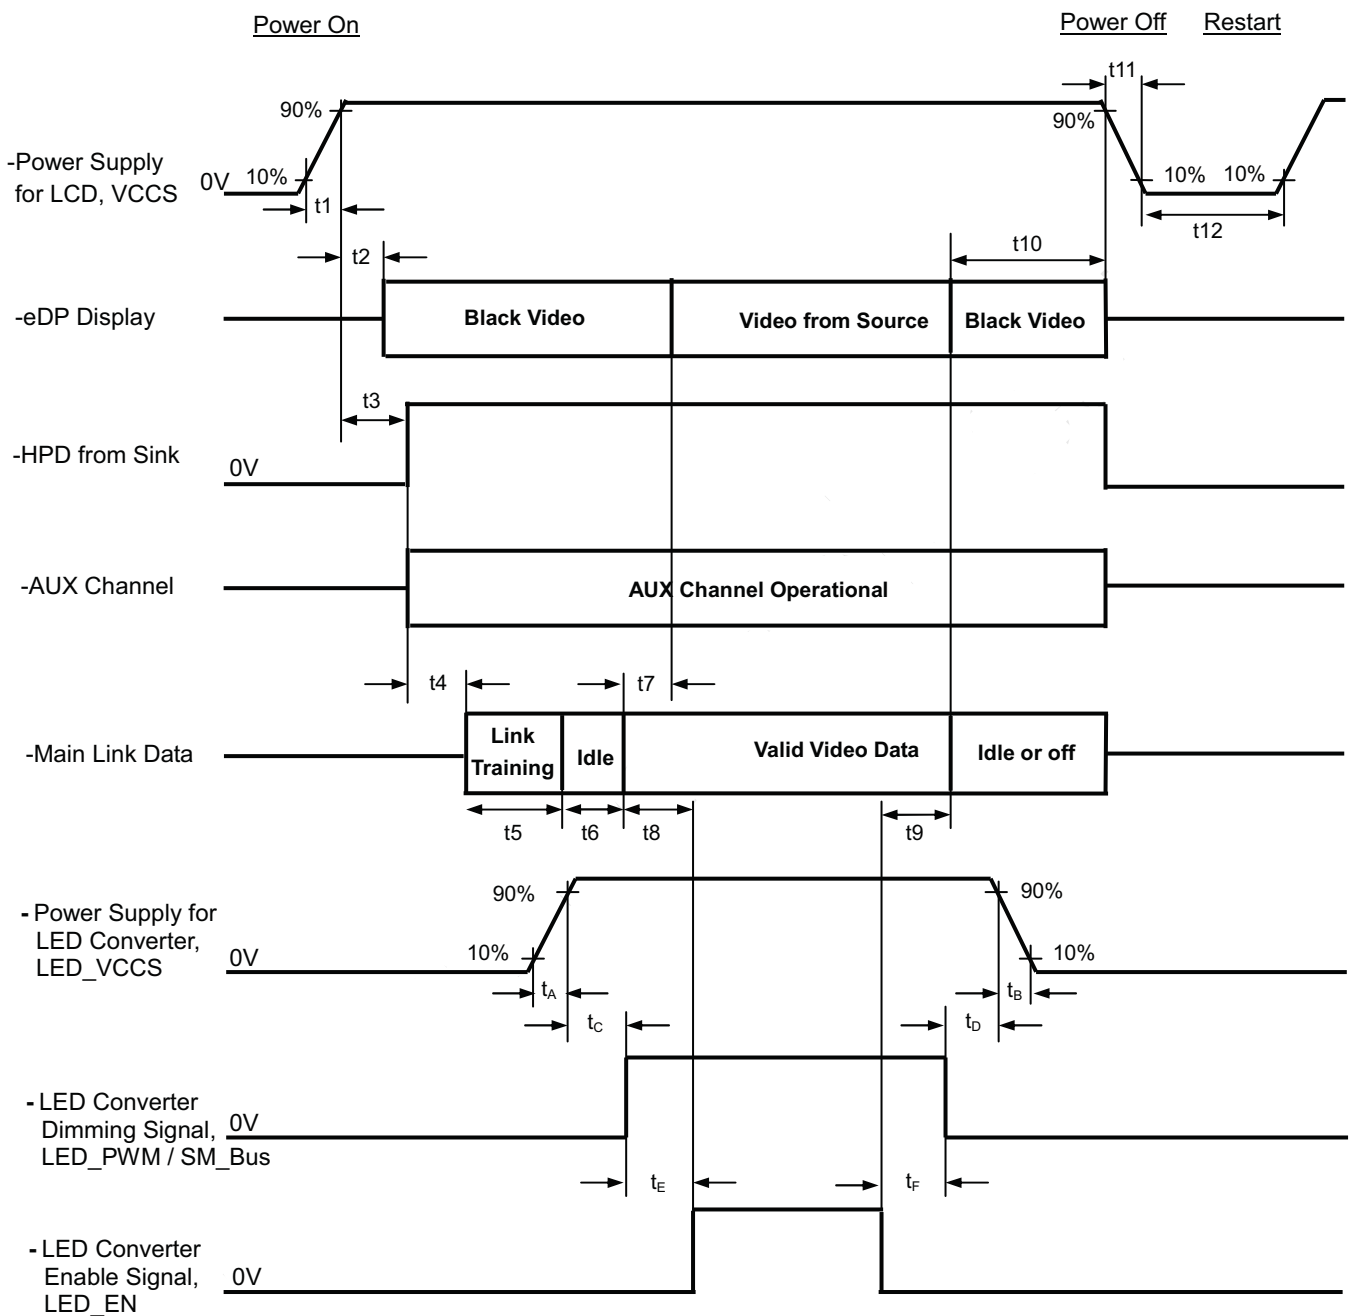 Power On
Power Off
Restart
t11
90%
90%
-Power Supply
for LCD, VCCS
0V
10%
10%
10%
t1
t12
t2
t10
-eDP Display
Black Video
Video from Source
Black Video
t3
-HPD from Sink
0V
-AUX Channel
AUX Channel Operational
t4
t7
-Main Link Data
Link
Training
Idle
Valid Video Data
Idle or off
t5
t6
t8
t9
90%
90%
- Power Supply for
LED Converter,
LED_VCCS
0V
10%
10%
tA
tB
tC
tD
- LED Converter
Dimming Signal,
LED_PWM / SM_Bus
0V
tE
tF
- LED Converter
Enable Signal,
LED_EN
0V